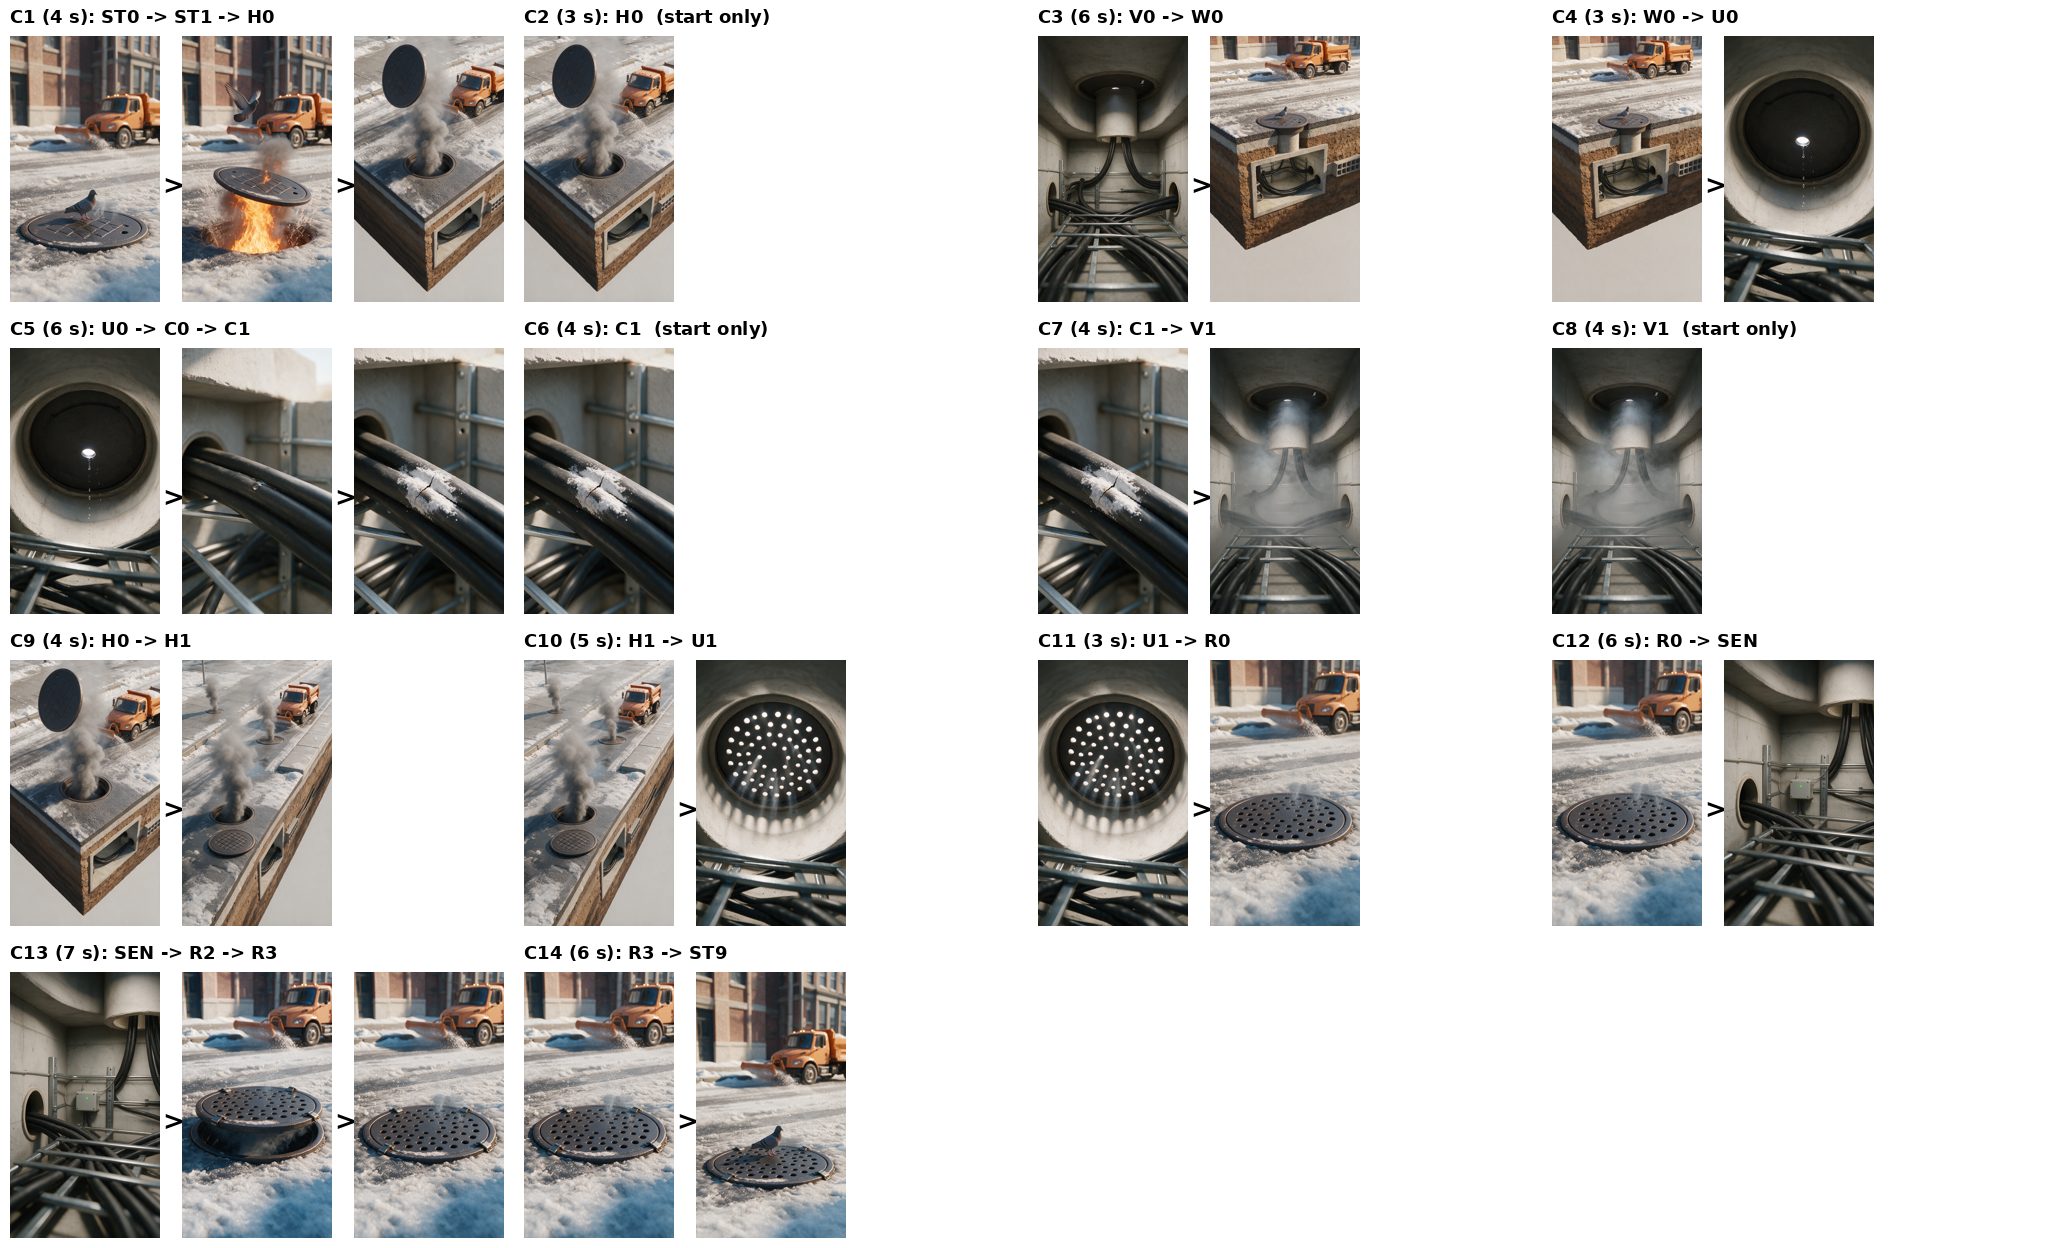 C1 (4 s): ST0 -> ST1 -> H0
C2 (3 s): H0  (start only)
C3 (6 s): V0 -> W0
C4 (3 s): W0 -> U0
> >
>
>
C5 (6 s): U0 -> C0 -> C1
C6 (4 s): C1  (start only)
C7 (4 s): C1 -> V1
C8 (4 s): V1  (start only)
> >
>
C9 (4 s): H0 -> H1
C10 (5 s): H1 -> U1
C11 (3 s): U1 -> R0
C12 (6 s): R0 -> SEN
>
>
>
>
C13 (7 s): SEN -> R2 -> R3
C14 (6 s): R3 -> ST9
> >
>